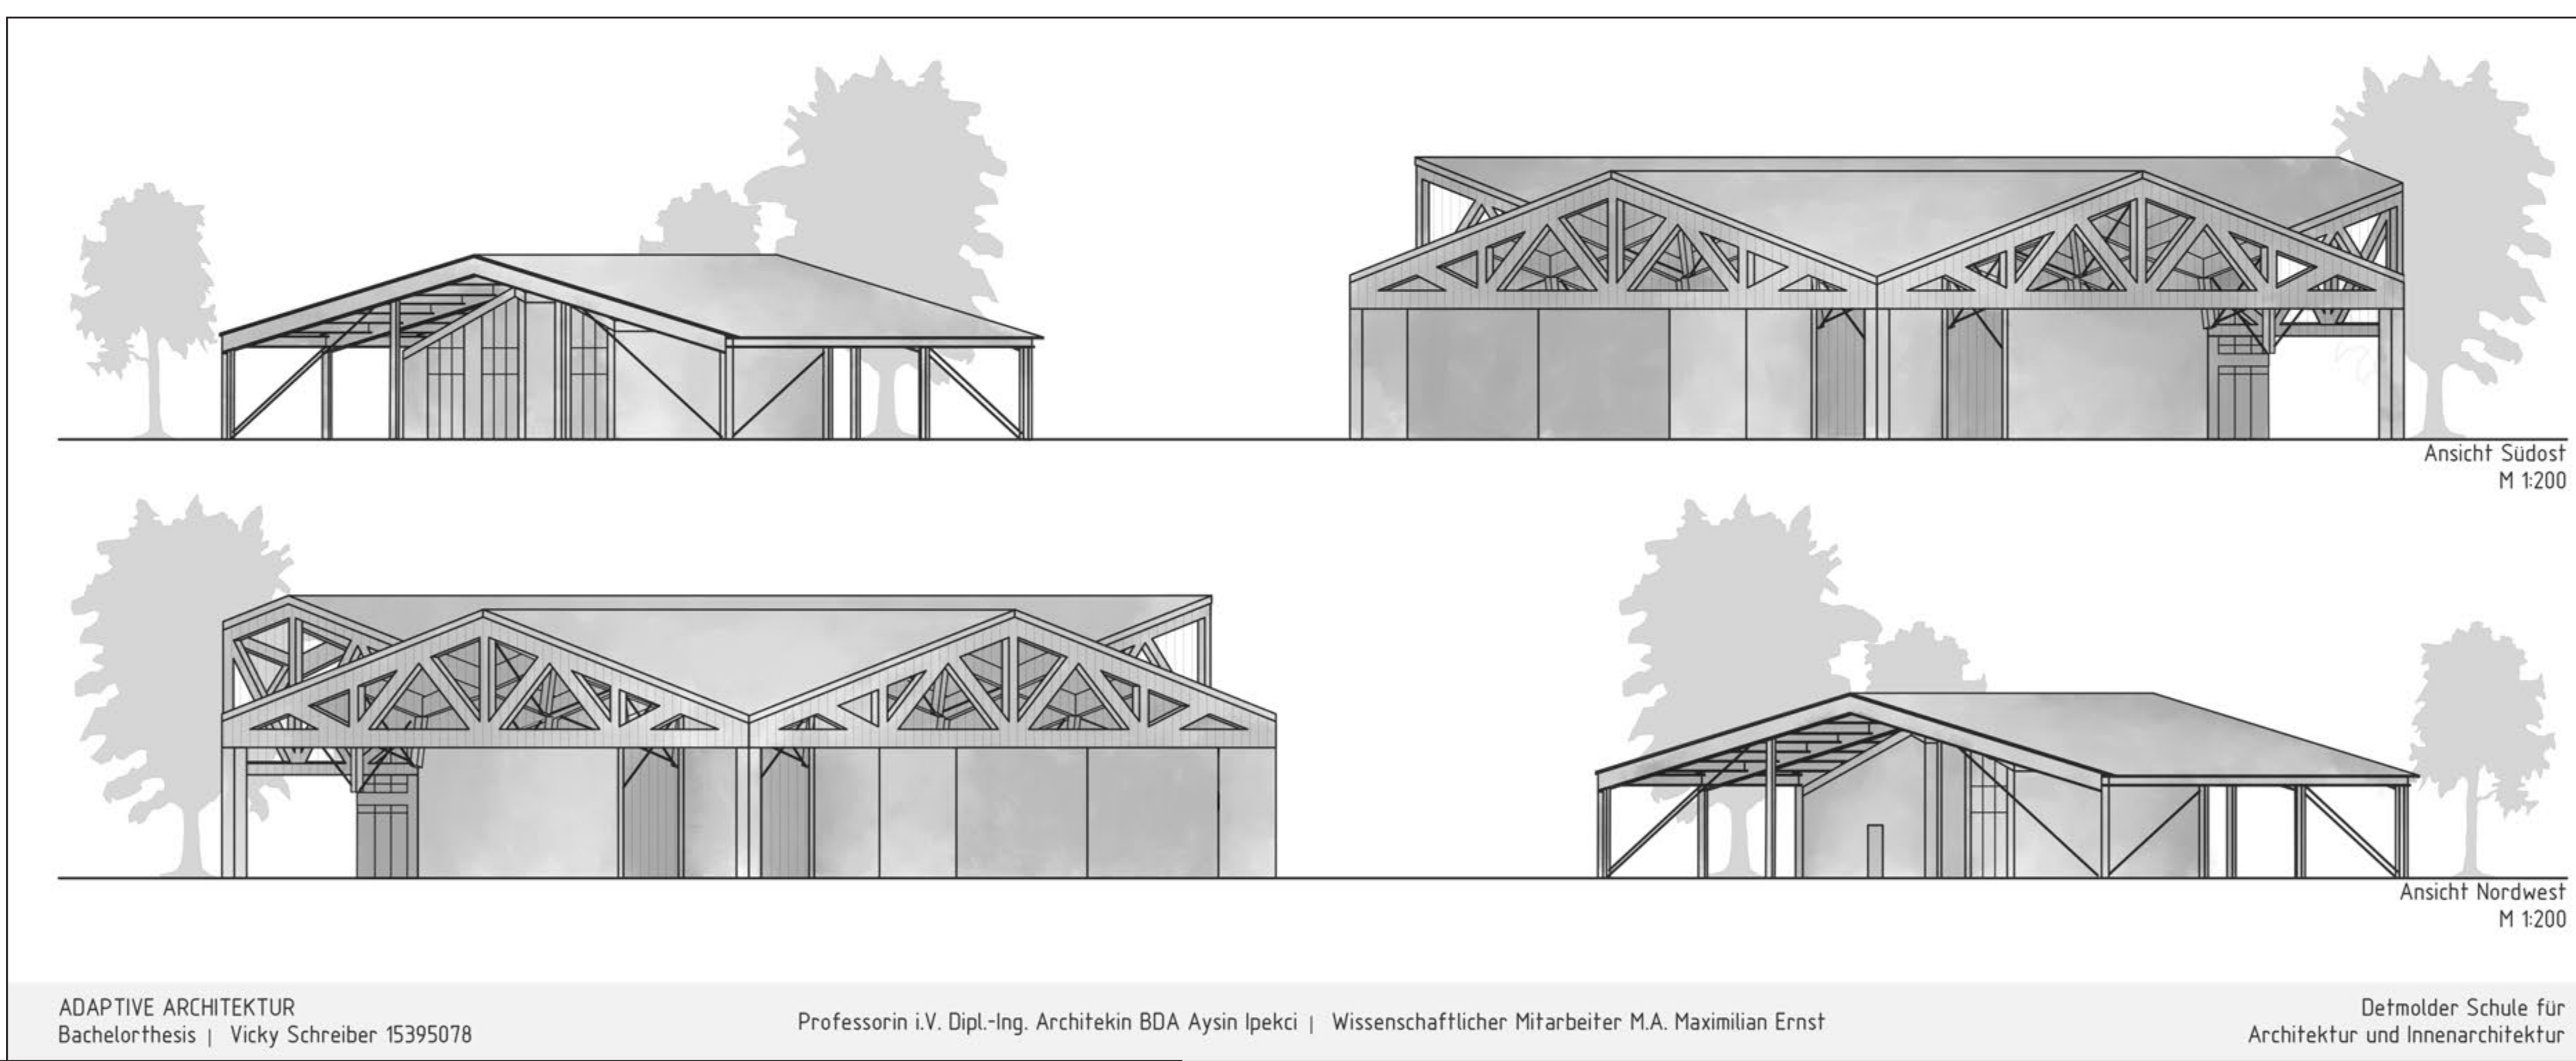 Ansicht Südost
M 1:200
Ansicht Nordwest
M 1:200
ADAPTIVE ARCHITEKTUR
Bachelorthesis | Vicky Schreiber 15395078
Professorin i.V. Dipl.-Ing. Architekin BDA Aysin Ipekci | Wissenschaftlicher Mitarbeiter M.A. Maximilian Ernst
Detmolder Schule für
Architektur und Innenarchitektur